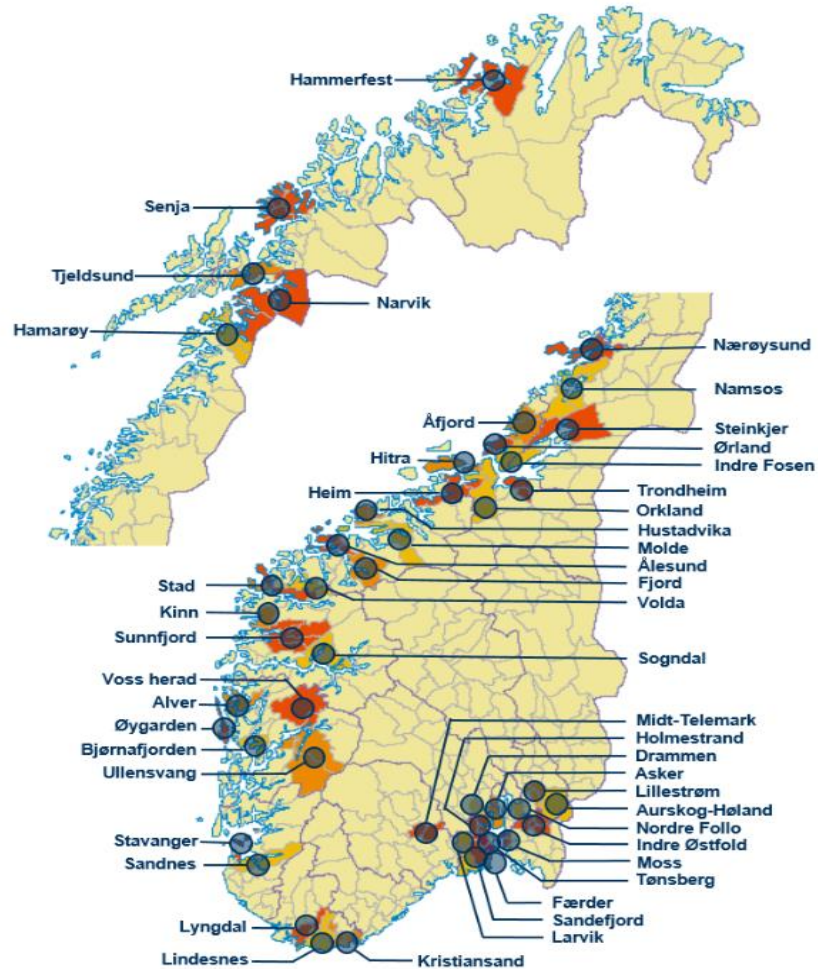 Hammerfest
Senja
Tjeldsund
Narvik
Hamarøy
Nærøysund
Namsos
Åfjord
Steinkjer
Ørland
Hitra
Indre Fosen
Heim
Trondheim
Orkland
Hustadvika
Molde
Ålesund
Stad
Fjord
Kinn
Volda
Sunnfjord
Sogndal
Voss herad
Alver
Øygarden
Bjørnafjorden
Ullensvang
Midt-Telemark
Holmestrand
Drammen
Asker
Lillestrøm
Aurskog-Høland
Nordre Follo
Indre Østfold
Moss
Tønsberg
Stavanger
Sandnes
Færder
Sandefjord
Larvik
Lyngdal
Lindesnes
Kristiansand